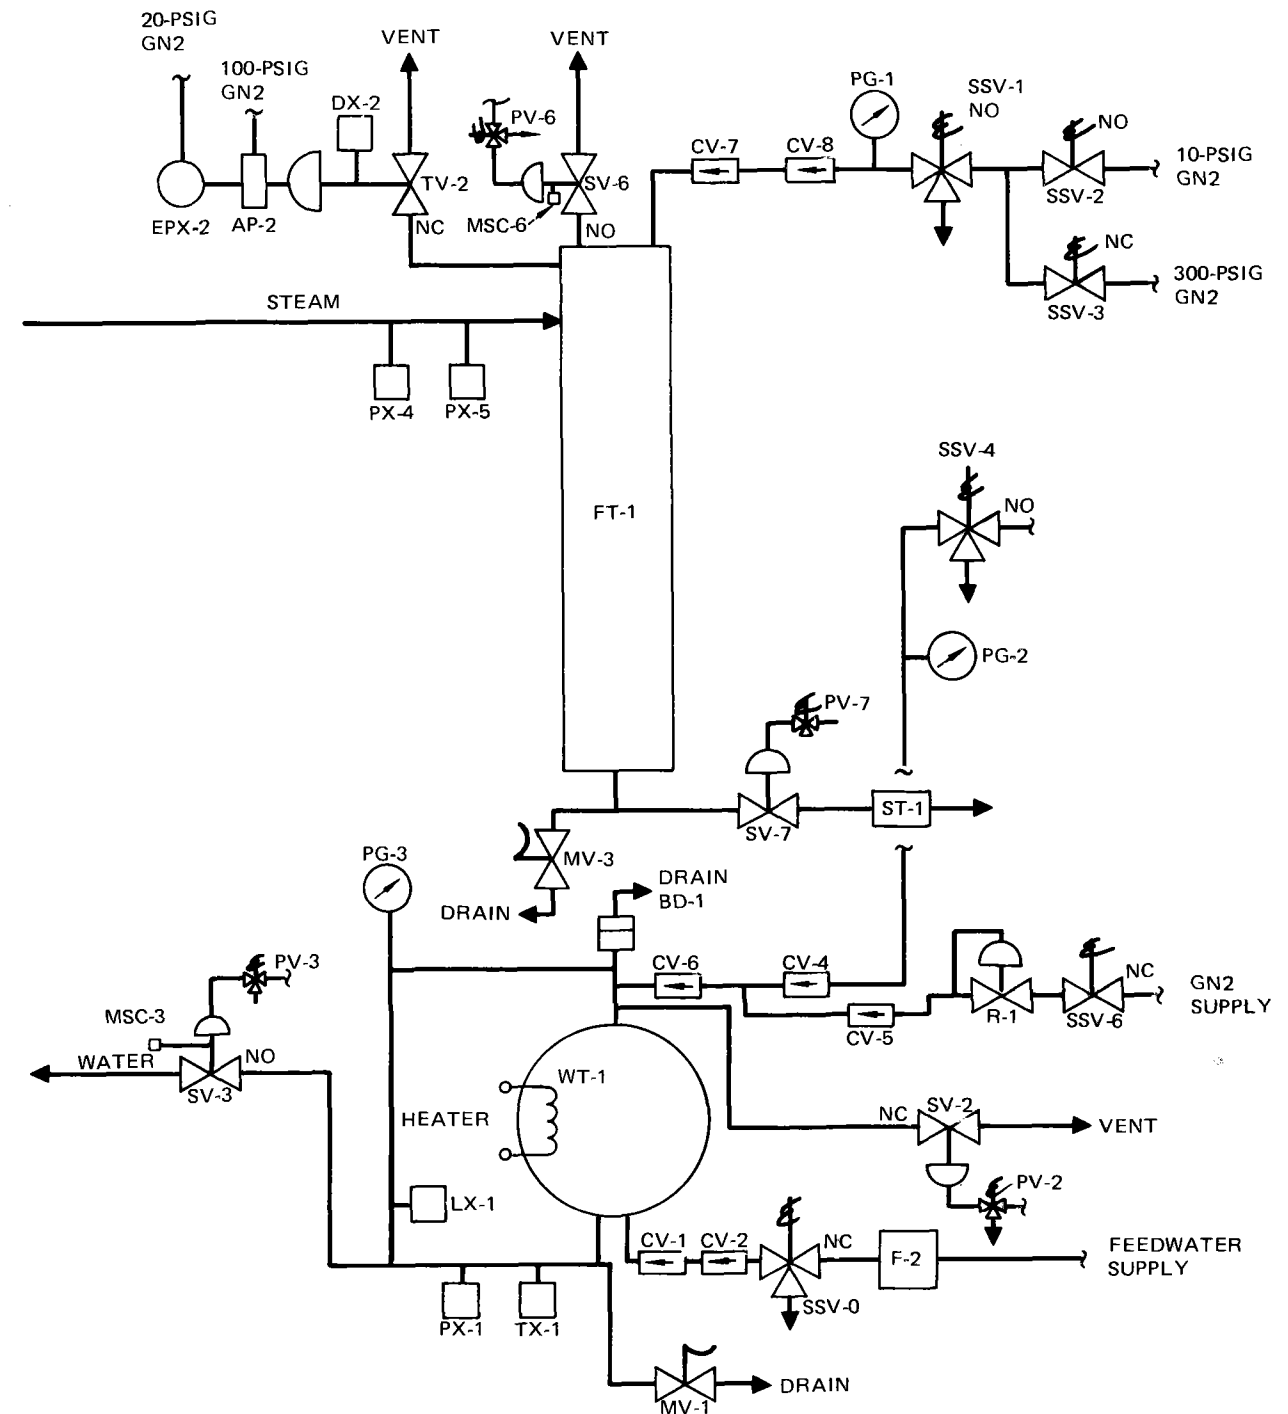 20-PSIG
GN2
VENT
VENT
100-PSIG
GN2
DX-2
PV-6
PG-1
SSV-1
NO
NO
CV-7
CV-8
10-PSIG
GN2
TV-2
SV-6
SSV-2
EPX-2
AP-2
NC
MSC-6
NO
NC
STEAM
300-PSIG
GN2
SSV-3
PX-4
PX-5
SSV-4
NO
FT-1
PG-2
PV-7
ST-1
SV-7
PG-3
MV-3
DRAIN
BD-1
DRAIN
PV-3
CV-6
CV-4
NC
GN2
SUPPLY
MSC-3
R-1
SSV-6
CV-5
WATER
NO
SV-3
WT-1
HEATER
NC
SV-2
VENT
PV-2
LX-1
CV-1
CV-2
NC
F-2
FEEDWATER
SUPPLY
SSV-0
PX-1
TX-1
DRAIN
MV-1